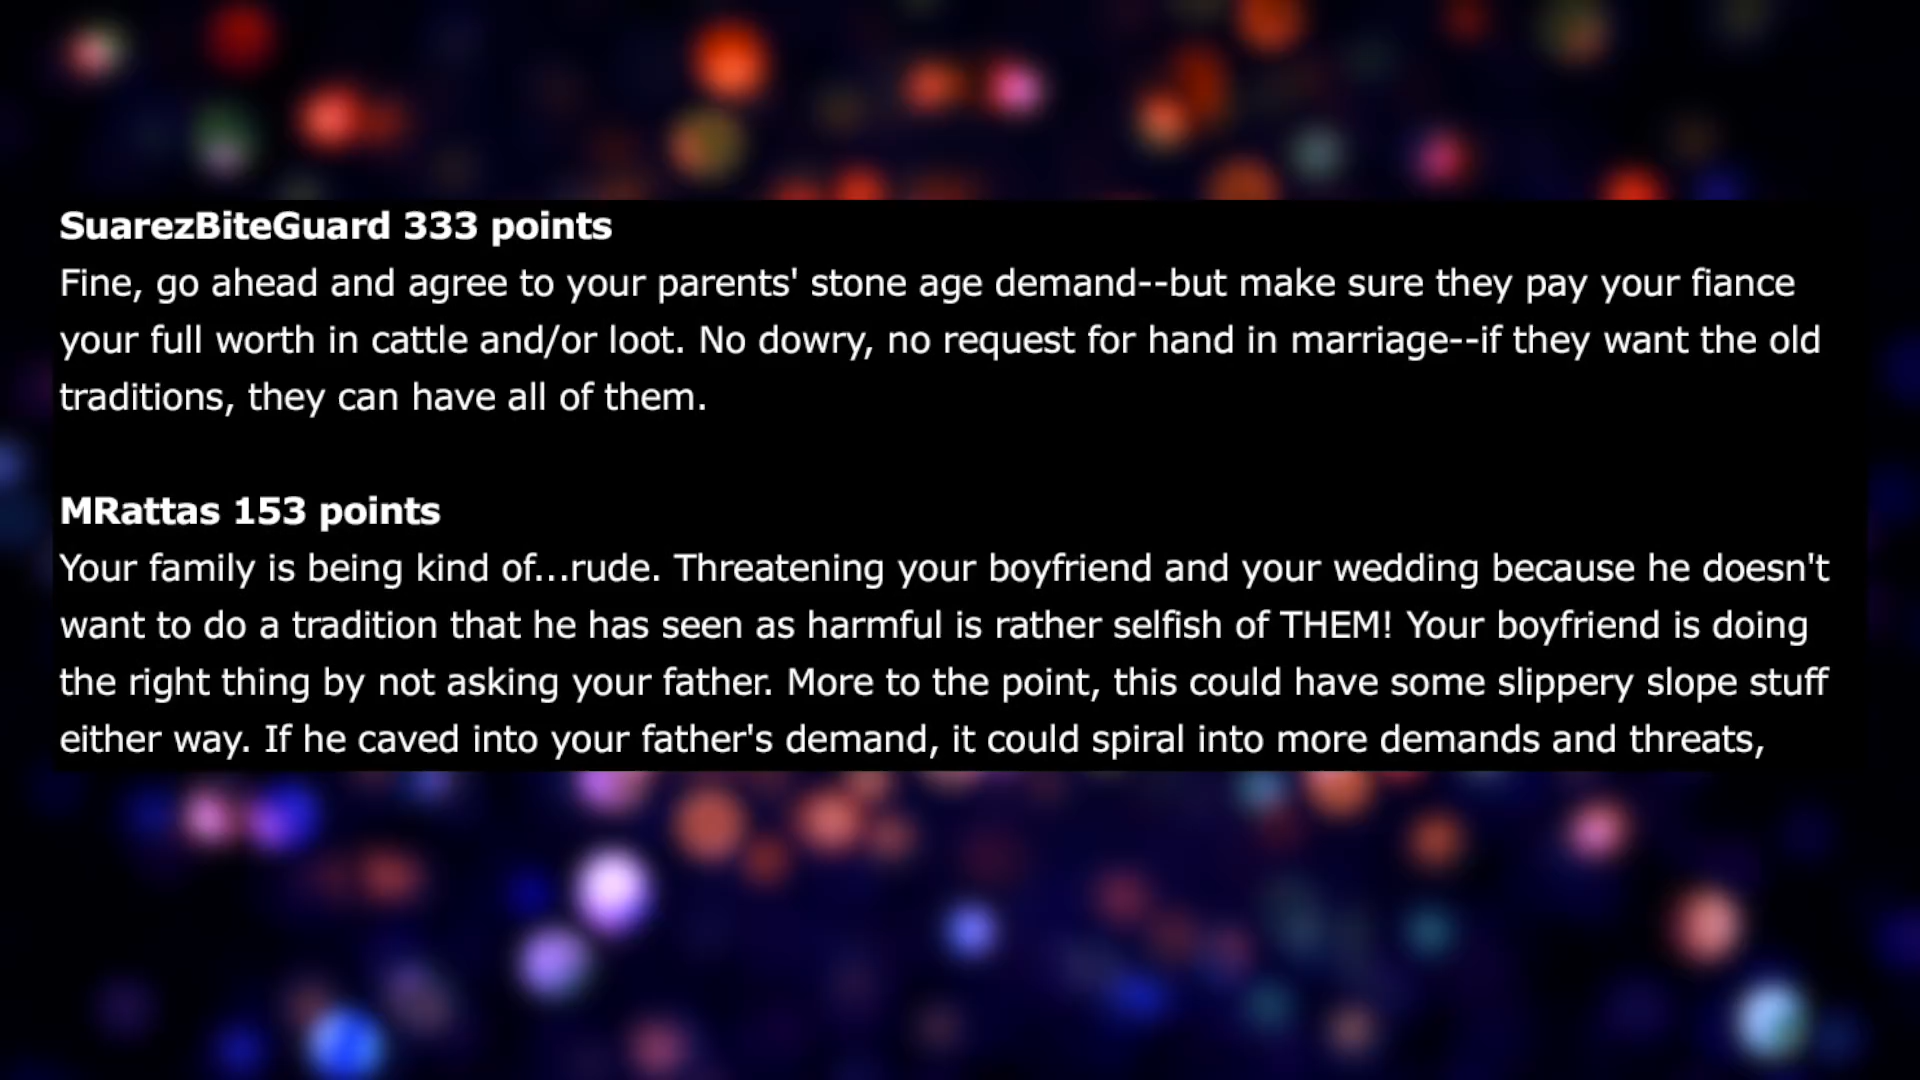 SuarezBiteGuard 333 points
Fine, go ahead and agree to your parents' stone age demand--but make sure they pay your fiance
your full worth in cattle and/or loot. No dowry, no request for hand in marriage--if they want the old
traditions, they can have all of them.
MRattas 153 points
Your family is being kind of...rude. Threatening your boyfriend and your wedding because he doesn't
want to do a tradition that he has seen as harmful is rather selfish of THEM! Your boyfriend is doing
the right thing by not asking your father. More to the point, this could have some slippery slope stuff
either way. If he caved into your father's demand, it could spiral into more demands and threats,